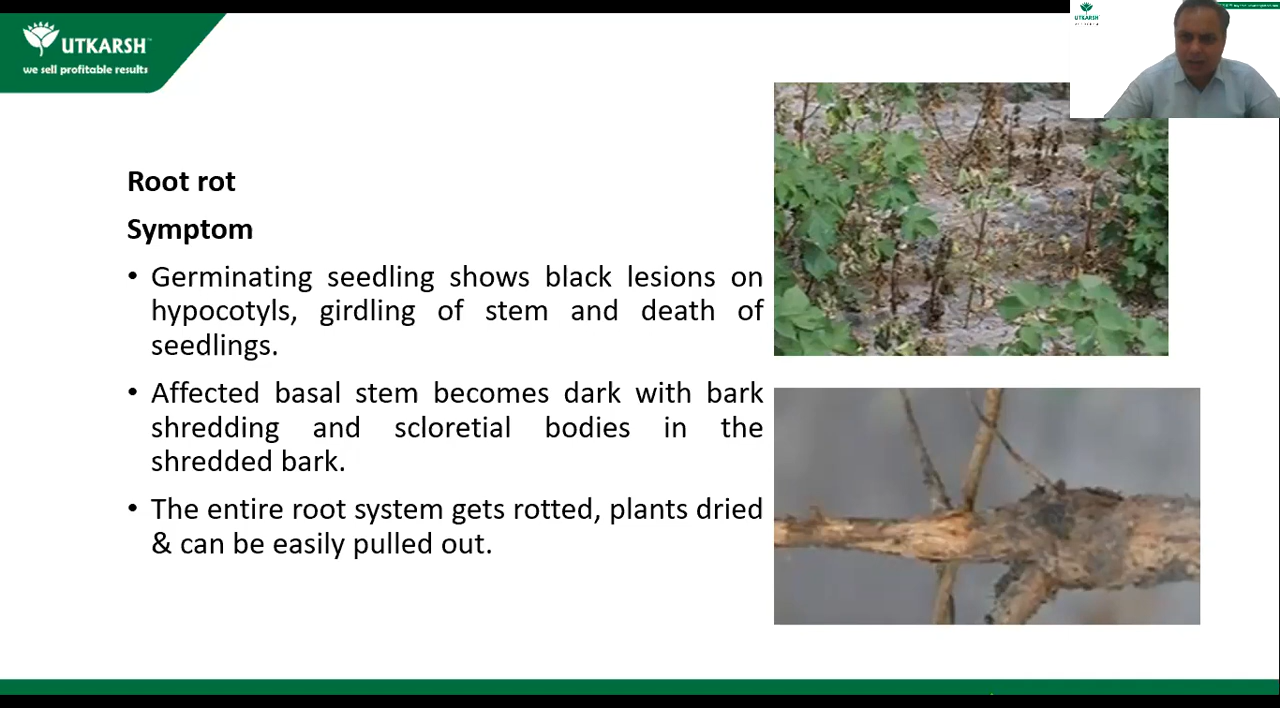 UTKARSH
we sell profitable results
UTKARSH
Root rot
Symptom
• Germinating seedling shows black lesions on
hypocotyls, girdling of stem and death of
seedlings.
• Affected basal stem becomes dark with bark
shredding and scloretial bodies in the
shredded bark.
• The entire root system gets rotted, plants dried
& can be easily pulled out.